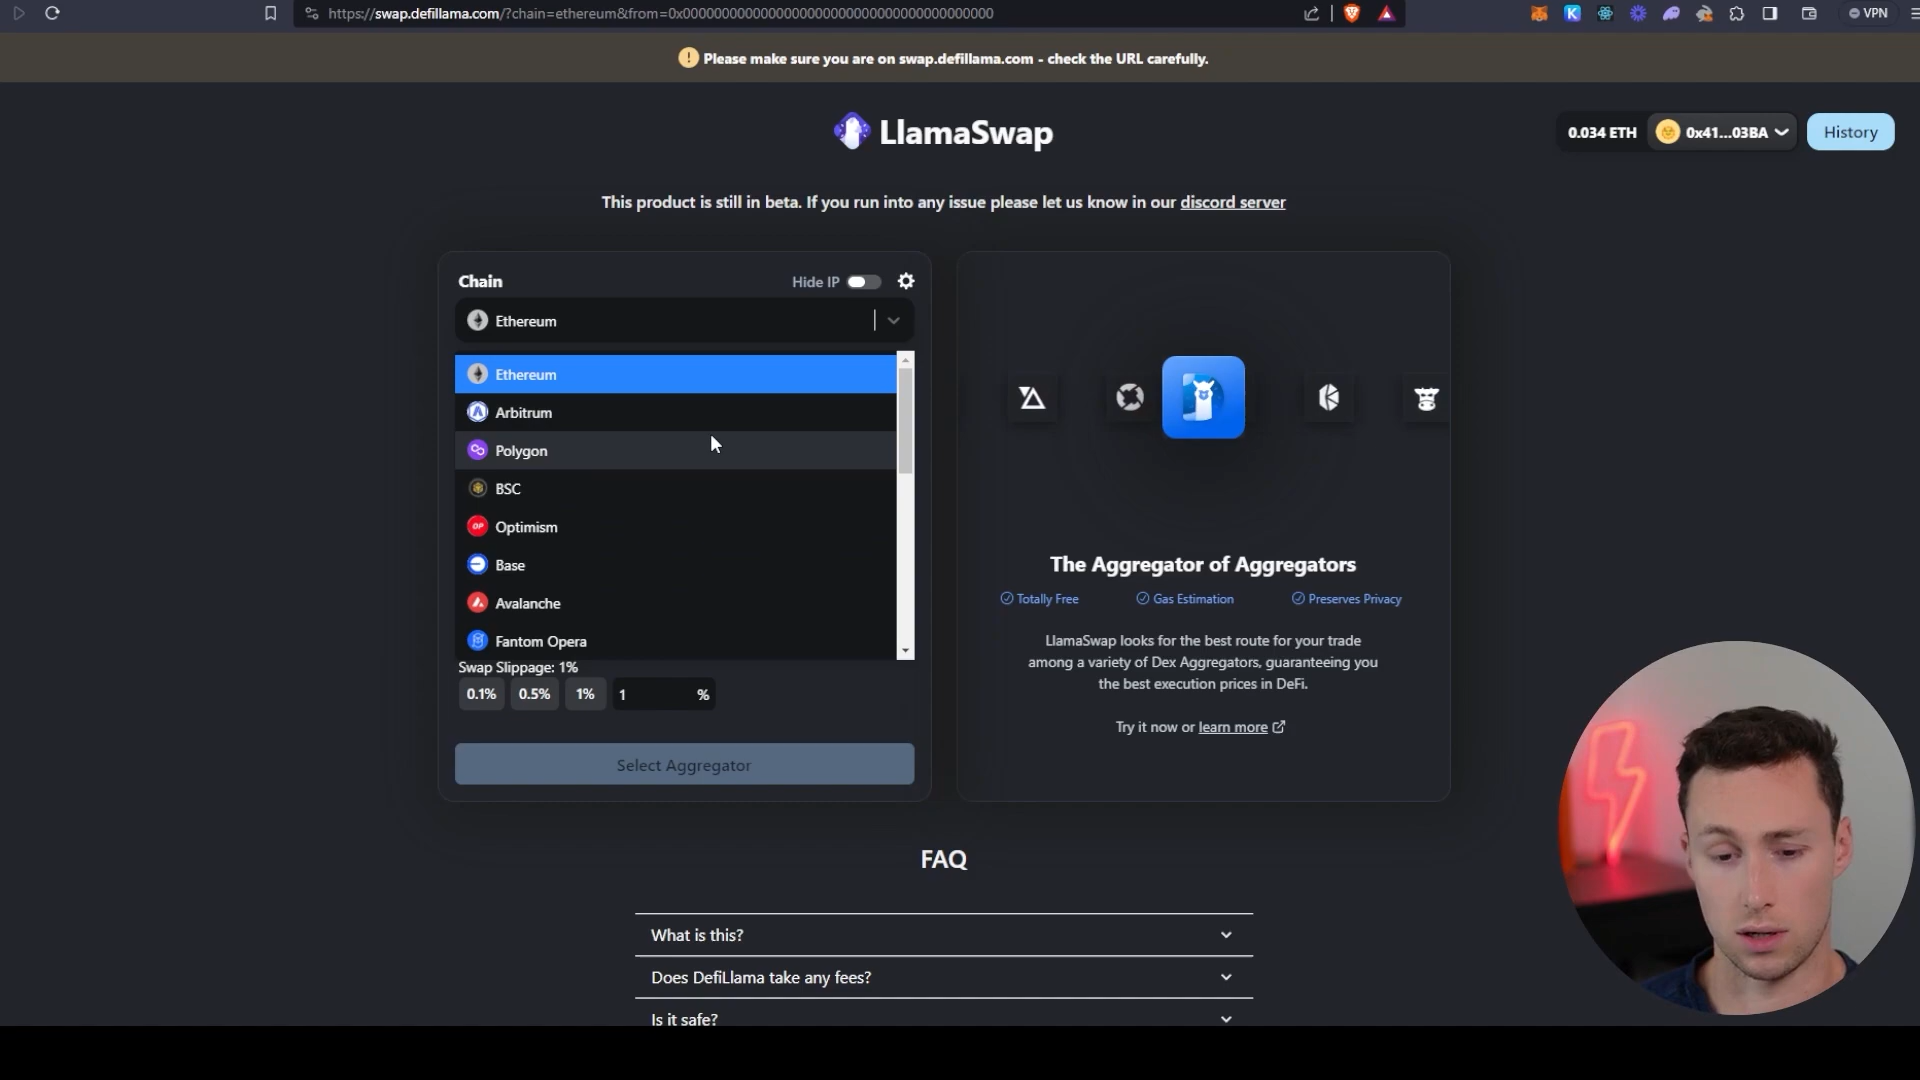 https://swap.defillama.com/?chain=ethereum&from=0x0000000000000000000000000000000000000000
VPN
Please make sure you are on swap.defillama.com - check the URL carefully.
LlamaSwap
0.034 ETH
0x41...03BA
History
This product is still in beta. If you run into any issue please let us know in our discord server
Chain
Hide IP
Ethereum
Ethereum
Arbitrum
Polygon
BSC
OP
Optimism
Base
Avalanche
Fantom Opera
Swap Slippage: 1%
0.1%
0.5%
1%
1
%
Select Aggregator
The Aggregator of Aggregators
Totally Free
Gas Estimation
Preserves Privacy
LlamaSwap looks for the best route for your trade
among a variety of Dex Aggregators, guaranteeing you
the best execution prices in DeFi.
Try it now or learn more
FAQ
What is this?
Does DefiLlama take any fees?
Is it safe?